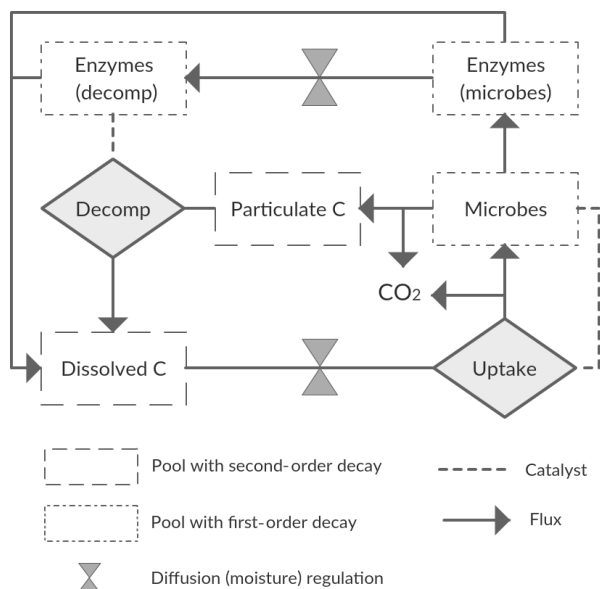 Enzymes
(decomp)
Enzymes
(microbes)
Decomp
Particulate C
Microbes
CO2
Dissolved C
Uptake
Pool with second-order decay
Catalyst
Pool with first-order decay
Flux
Diffusion (moisture) regulation